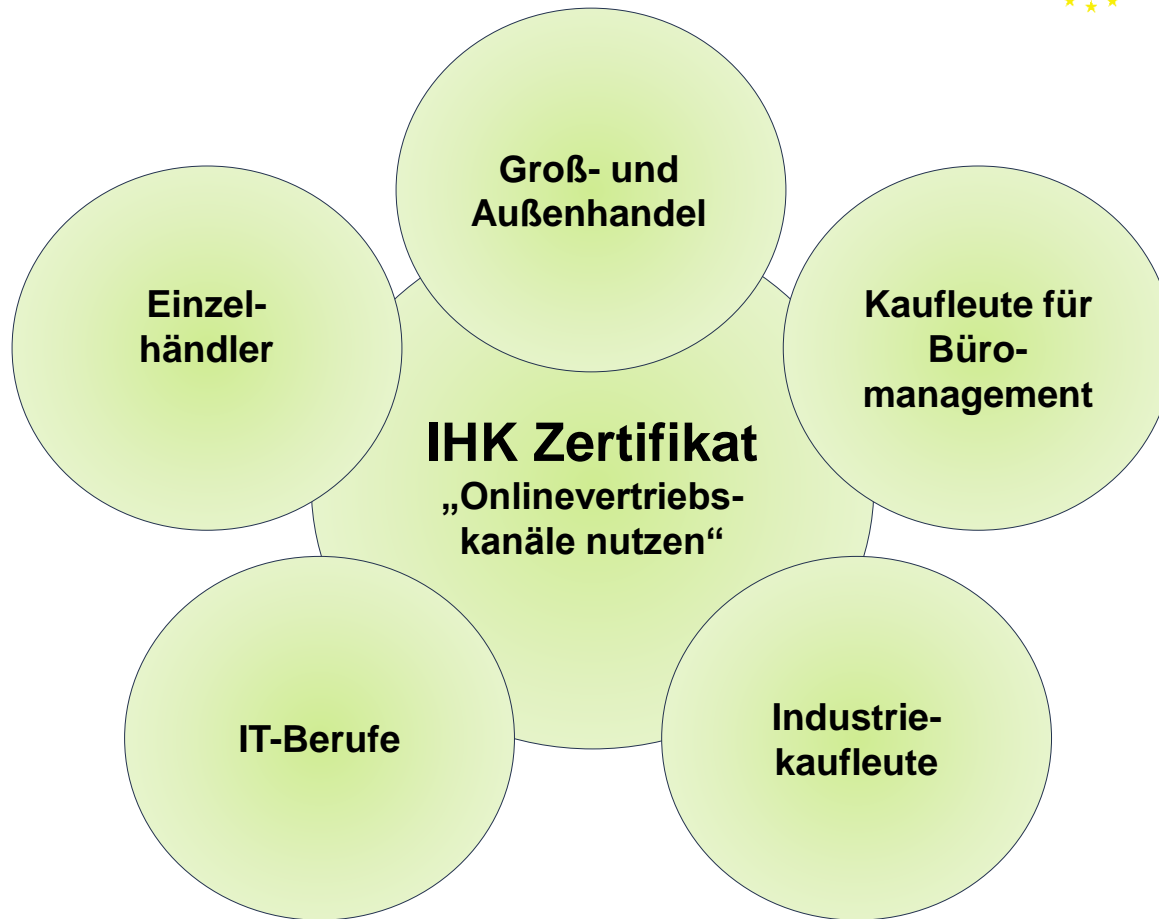 Groß- und
Außenhandel
Einzel-
händler
Kaufleute für
Büro-
management
IHK Zertifikat
„Onlinevertriebs-
kanäle nutzen“
IT-Berufe
Industrie-
kaufleute